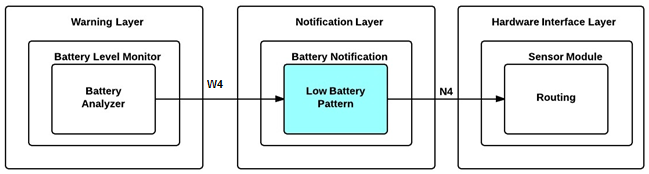 Warning Layer
Battery Level Monitor
Battery
Analyzer
W4
Notification Layer
Battery Notification
Low Battery
Pattern
N4
Hardware Interface Layer
Sensor Module
Routing